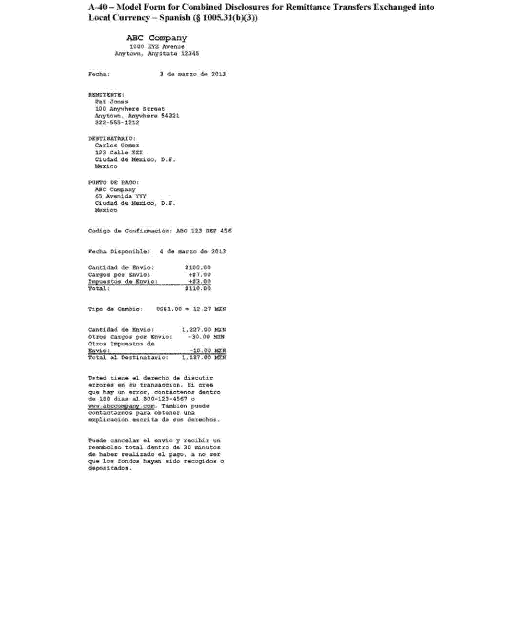 A-40 – Model Form for Combined Disclosures for Remittance Transfers Exchanged into
Local Currency – Spanish (§ 1005.31(b)(3))
ABC Company
1000 XYZ Avenue
Anytown, Anystate 12345
Fecha: 3 de marzo de 2013
REMITENTE:
Pat Jones
100 Anywhere Street
Anytown, Anywhere 54321
222-555-1212
DESTINATARIO:
Carlos Gomez
123 Calle XXX
Ciudad de Mexico, D.F.
Mexico
PUNTO DE PAGO:
ABC Company
65 Avenida YYY
Ciudad de Mexico, D.F.
Mexico
Codigo de Confirmacion: ABC 123 DEF 456
Fecha Disponible: 4 de marzo de 2013
Cantidad de Envio: $100.00
Cargos por Envio: +$7.00
Impuestos de Envio: +$3.00
Total: $110.00
Tipo de Cambio: US$1.00 = 12.27 MXN
Cantidad de Envio: 1,227.00 MXN
Otros Cargos por Envio: -30.00 MXN
Otros Impuestos de
Envio: -10.00 MXN
Total al Destinatario: 1,187.00 MXN
Usted tiene el derecho de discutir
errores en su transaccion. Si cree
que hay un error, contáctenos dentro
de 180 dias al 800-123-4567 o
www.abccompany.com. Tambien puede
contactarnos para obtener una
explicacion escrita de sus derechos.
Puede cancelar el envio y recibir un
reembolso total dentro de 30 minutos
de haber realizado el pago, a no ser
que los fondos hayan sido recogidos o
depositados.